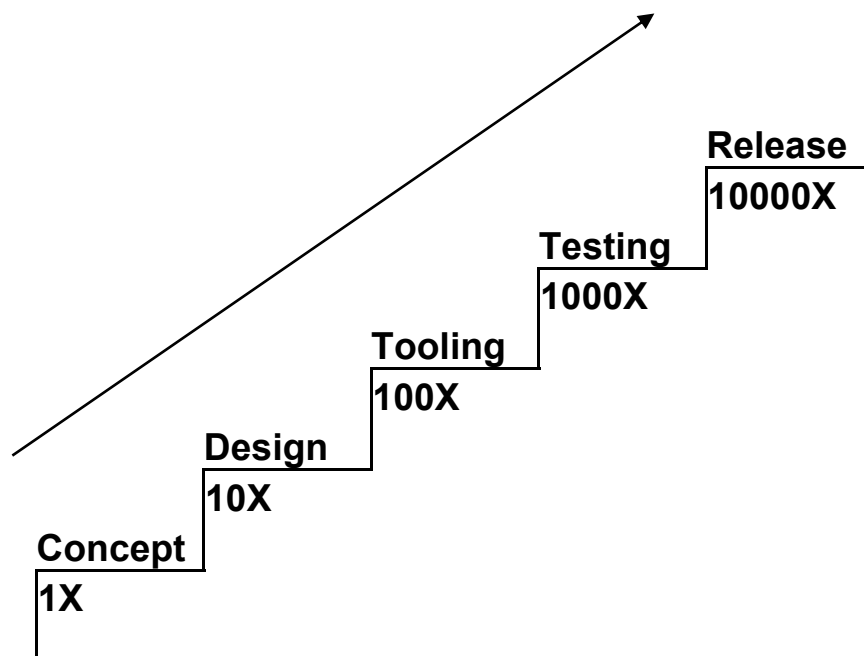 Release
10000X
Testing
1000X
Tooling
100X
Design
10X
Concept
1X